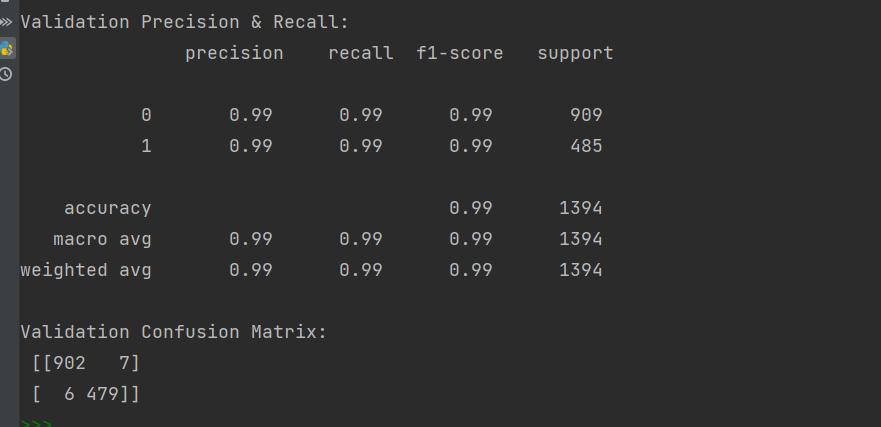 Validation Precision & Recall:
              precision    recall  f1-score   support

           0       0.99      0.99      0.99       909
           1       0.99      0.99      0.99       485

    accuracy                           0.99      1394
   macro avg       0.99      0.99      0.99      1394
weighted avg       0.99      0.99      0.99      1394

Validation Confusion Matrix:
 [[902   7]
 [  6 479]]
>>>